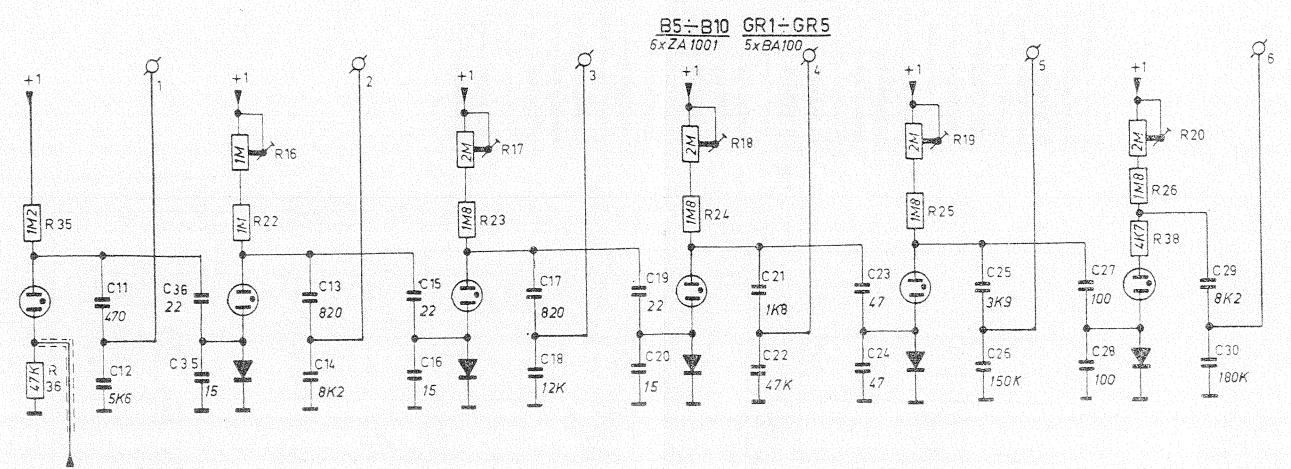 B5÷B10 GR1÷GR5
6xZA1001 5xBA100
+1
1
+1
2
+1
3
+1
4
+1
5
+1
6
1M
R16
2M
R17
2M
R18
2M
R19
2M
R20
1M2
R35
1M
R22
1M8
R23
1M8
R24
1M8
R25
1M8
R26
4K7
R38
C11
470
C36
22
C13
820
C15
22
C17
820
C19
22
C21
1K8
C23
47
C25
3K9
C27
100
C29
8K2
47K
R
36
C12
5K6
C35
15
C14
8K2
C16
15
C18
12K
C20
15
C22
47K
C24
47
C26
150K
C28
100
C30
180K